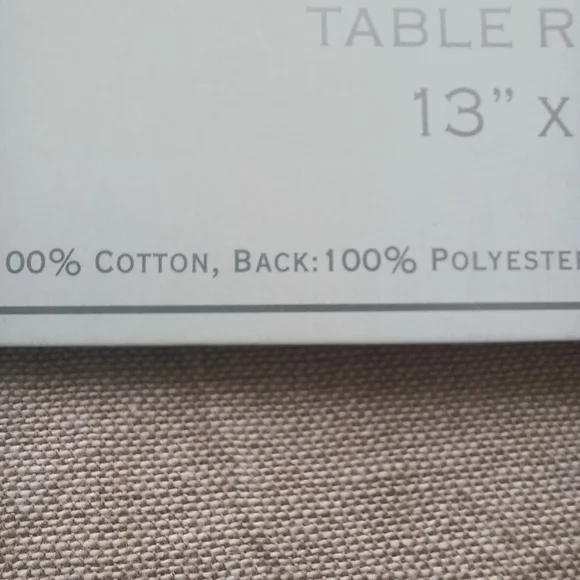 TABLE R
13" X
00% COTTON, BACK:100% POLYESTER